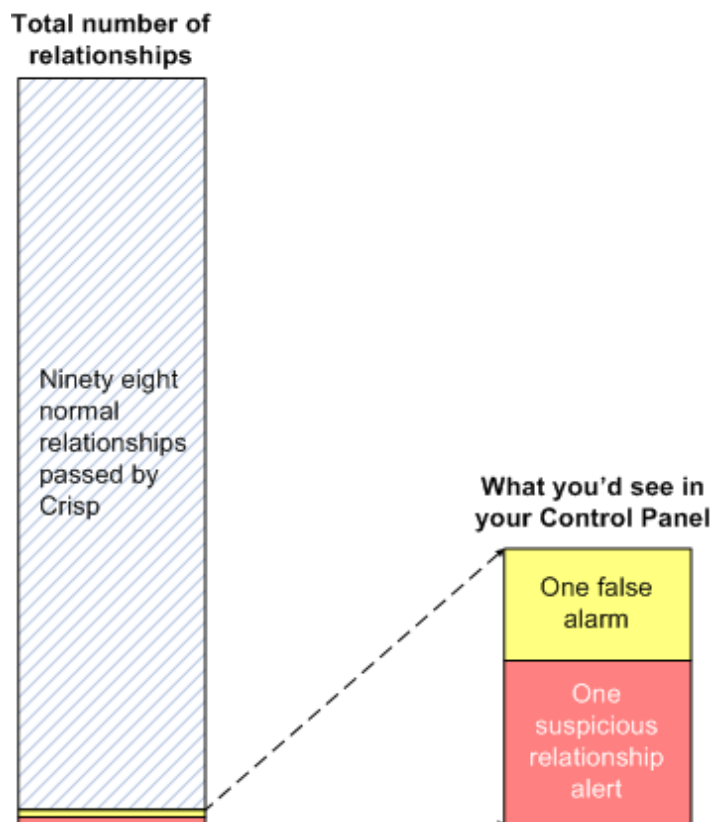 Total number of
relationships
Ninety eight
normal
relationships
passed by
Crisp
What you'd see in
your Control Panel
One false
alarm
One
suspicious
relationship
alert